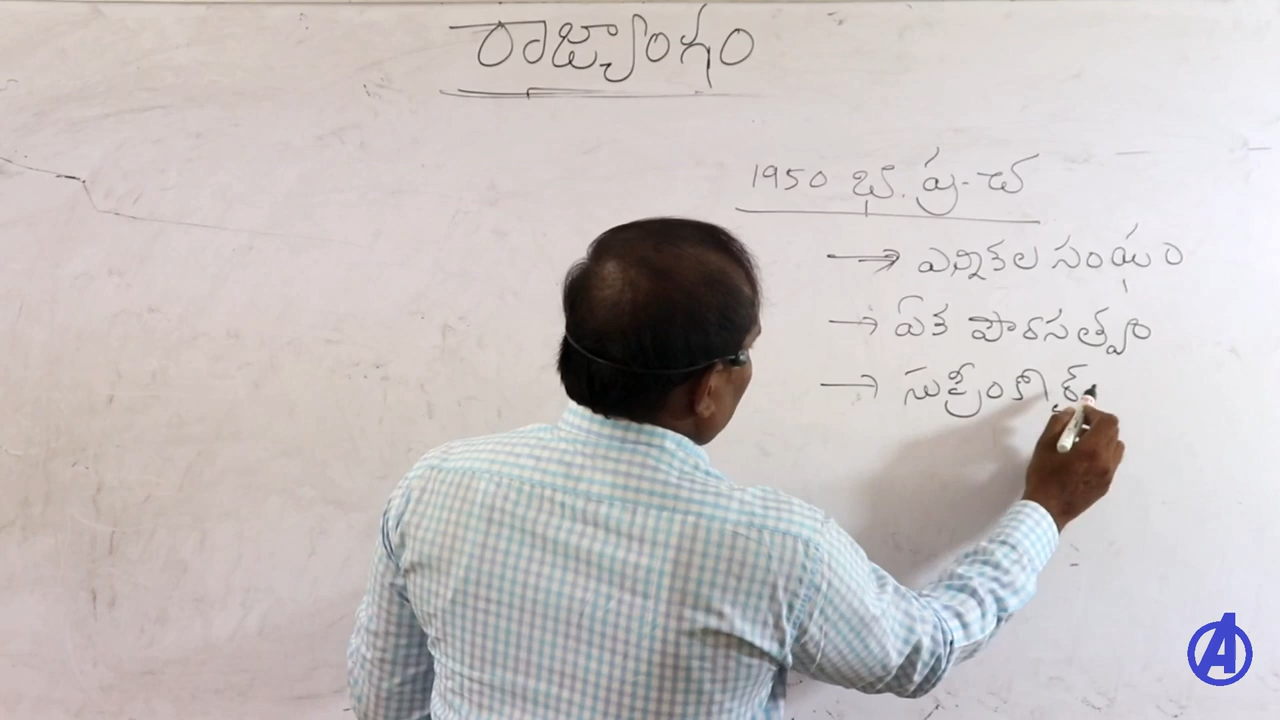 రాజ్యాంగం
1950 భా. ప్ర. చ
→ ఎన్నికల సంఘం
→ ఏక పౌరసత్వం
→ సుప్రీంకోర్ట్